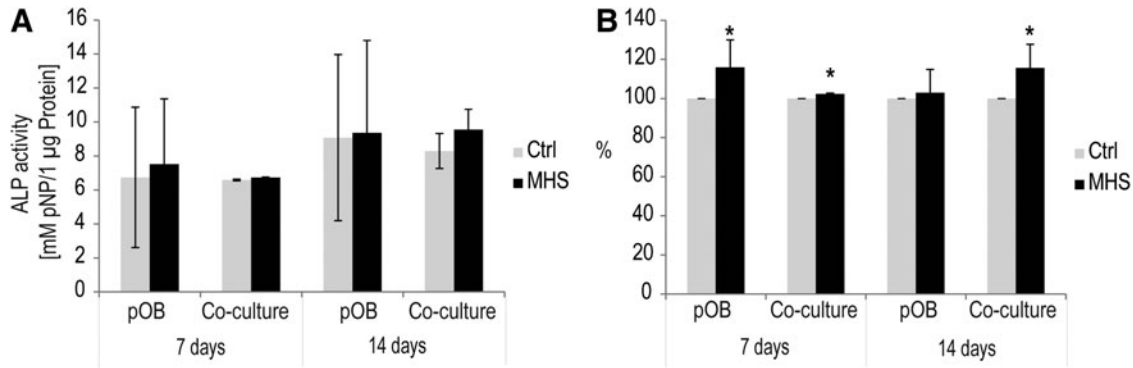 A
ALP activity
[mM pNP/1 µg Protein]
16
14
12
10
8
6
4
2
0
pOB
Co-culture
pOB
Co-culture
7 days
14 days
Ctrl
MHS
B
%
140
120
100
80
60
40
20
0
*
*
*
pOB
Co-culture
pOB
Co-culture
7 days
14 days
Ctrl
MHS